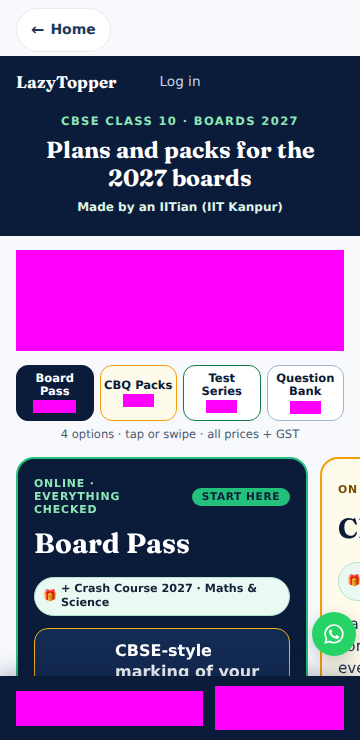 ← Home
LazyTopper
Log in
CBSE CLASS 10 · BOARDS 2027
Plans and packs for the
2027 boards
Made by an IITian (IIT Kanpur)
Board
Pass
CBQ Packs
Test
Series
Question
Bank
4 options · tap or swipe · all prices + GST
ONLINE ·
EVERYTHING
CHECKED
START HERE
Board Pass
🎁 + Crash Course 2027 · Maths &
Science
CBSE-style
marking of your
ON